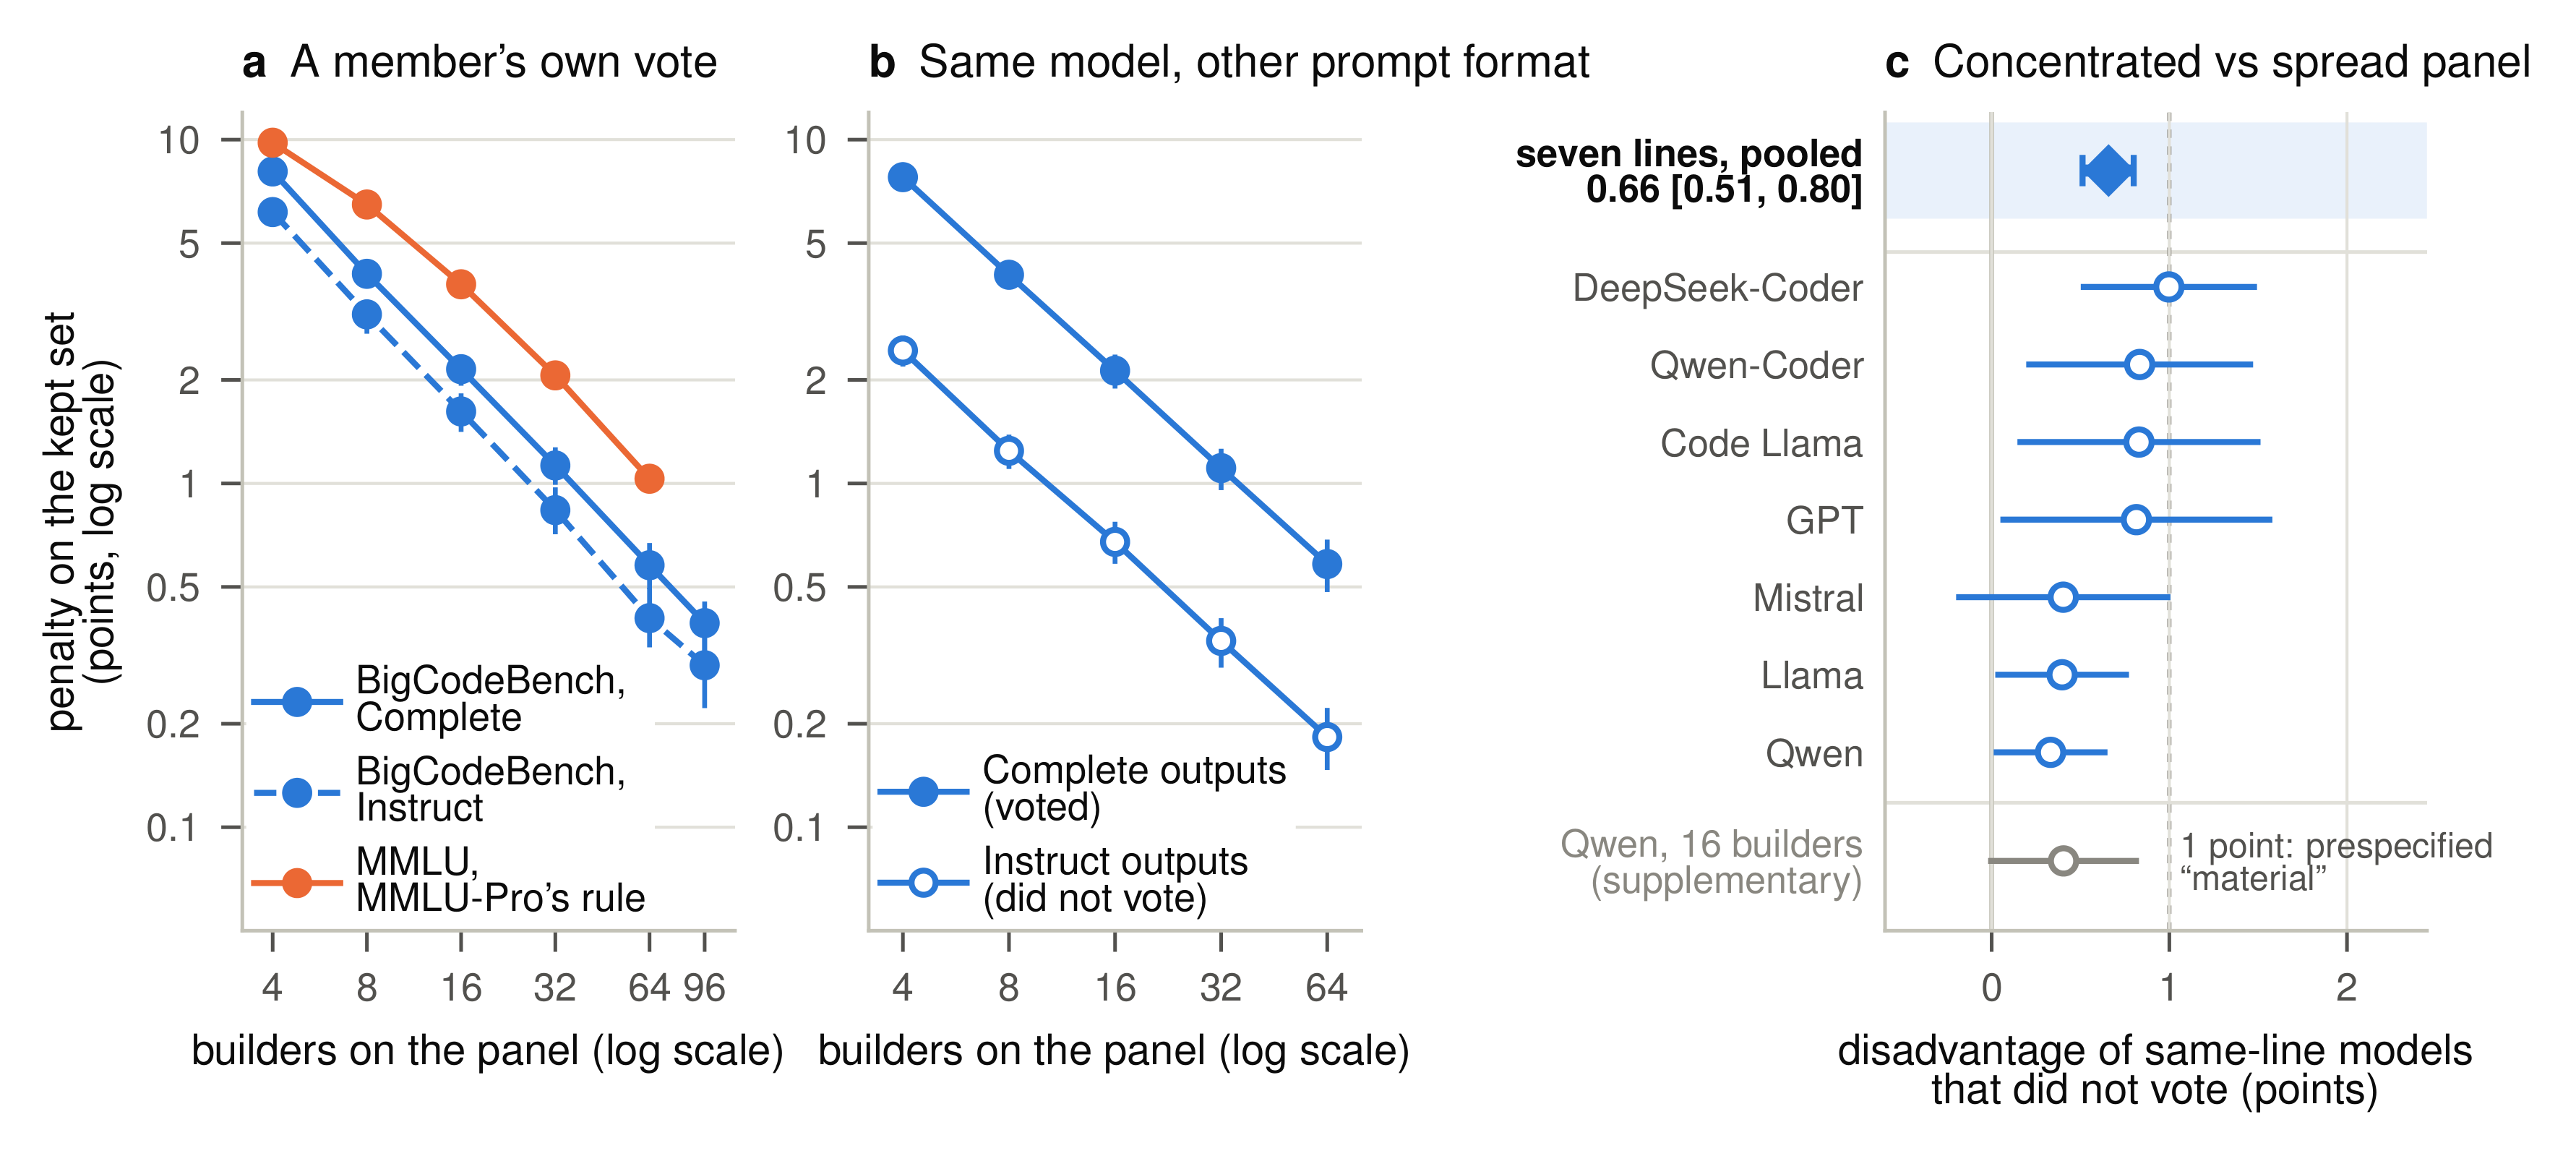 a A member's own vote
penalty on the kept set
(points, log scale)
10
5
2
1
0.5
0.2
0.1
BigCodeBench,
Complete
BigCodeBench,
Instruct
MMLU,
MMLU-Pro's rule
4 8 16 32 64 96
builders on the panel (log scale)
b Same model, other prompt format
10
5
2
1
0.5
0.2
0.1
Complete outputs
(voted)
Instruct outputs
(did not vote)
4 8 16 32 64
builders on the panel (log scale)
c Concentrated vs spread panel
seven lines, pooled
0.66 [0.51, 0.80]
DeepSeek-Coder
Qwen-Coder
Code Llama
GPT
Mistral
Llama
Qwen
Qwen, 16 builders
(supplementary)
1 point: prespecified
“material”
0 1 2
disadvantage of same-line models
that did not vote (points)